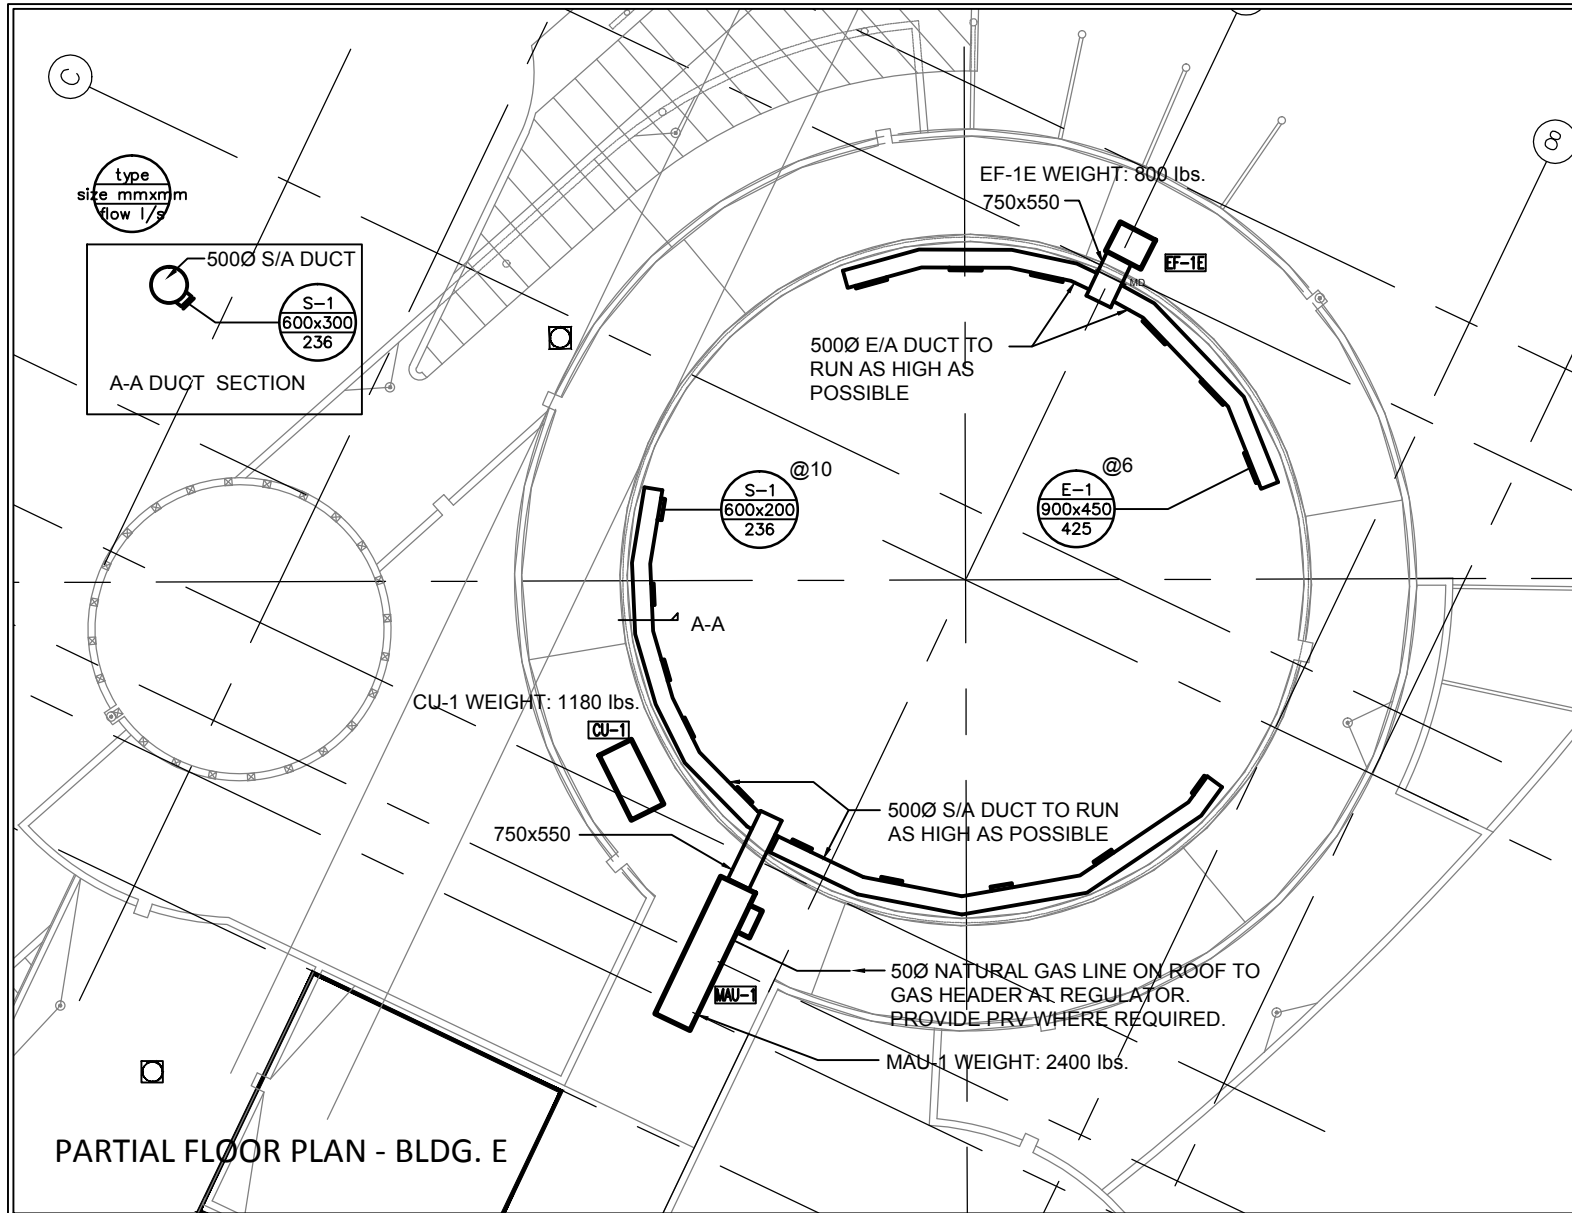 C
8
type
size mmxmm
flow l/s
500Ø S/A DUCT
S-1
600x300
236
A-A DUCT SECTION
EF-1E WEIGHT: 800 lbs.
750x550
EF-1E
MD
500Ø E/A DUCT TO
RUN AS HIGH AS
POSSIBLE
@10
S-1
600x200
236
@6
E-1
900x450
425
A-A
CU-1 WEIGHT: 1180 lbs.
CU-1
750x550
500Ø S/A DUCT TO RUN
AS HIGH AS POSSIBLE
50Ø NATURAL GAS LINE ON ROOF TO
GAS HEADER AT REGULATOR.
PROVIDE PRV WHERE REQUIRED.
MAU-1
MAU-1 WEIGHT: 2400 lbs.
PARTIAL FLOOR PLAN - BLDG. E